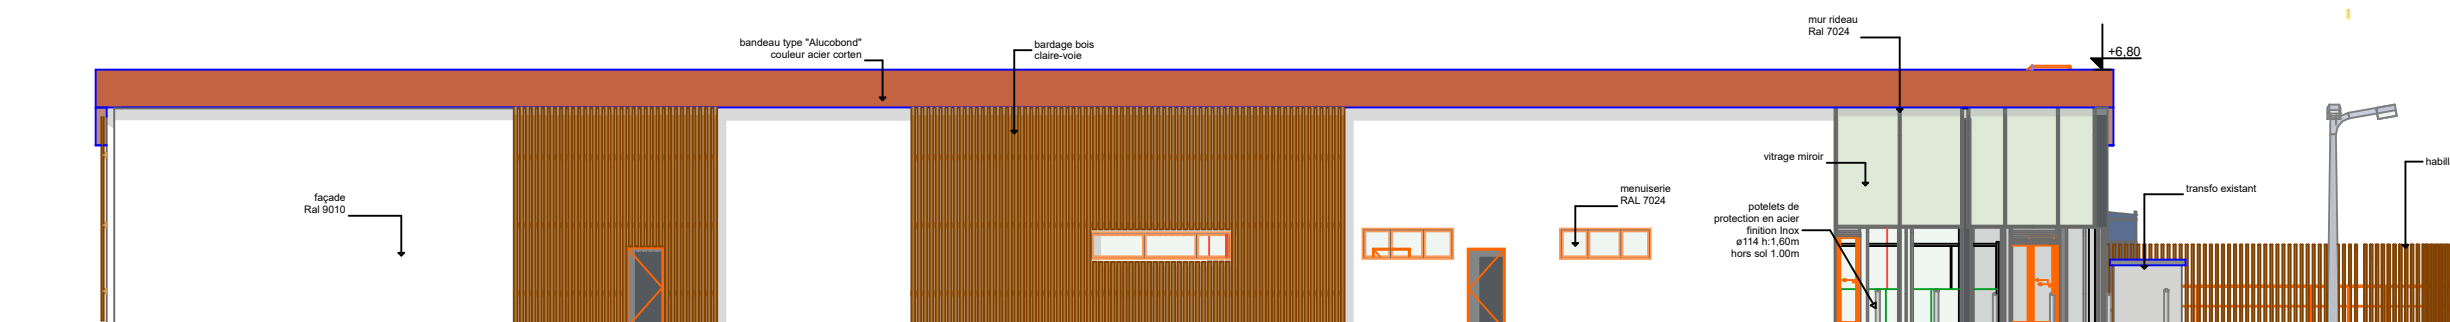 bandeau type "Alucobond"
couleur acier corten
bardage bois
claire-voie
mur rideau
Ral 7024
+6,80
façade
Ral 9010
menuiserie
RAL 7024
vitrage miroir
potelets de
protection en acier
finition Inox
ø114 h:1,60m
hors sol 1.00m
transfo existant
habill